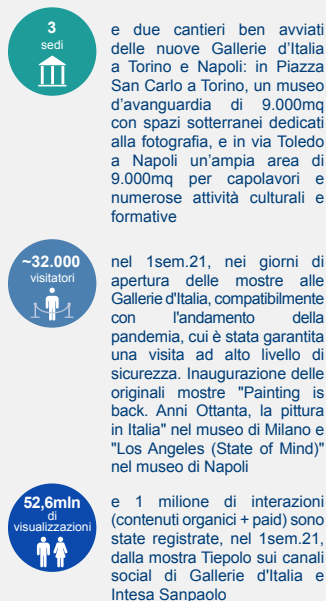 3
sedi
e due cantieri ben avviati
delle nuove Gallerie d'Italia
a Torino e Napoli: in Piazza
San Carlo a Torino, un museo
d'avanguardia di 9.000mq
con spazi sotterranei dedicati
alla fotografia, e in via Toledo
a Napoli un'ampia area di
9.000mq per capolavori e
numerose attività culturali e
formative
~32.000
visitatori
nel 1sem.21, nei giorni di
apertura delle mostre alle
Gallerie d'Italia, compatibilmente
con l'andamento della
pandemia, cui è stata garantita
una visita ad alto livello di
sicurezza. Inaugurazione delle
originali mostre "Painting is
back. Anni Ottanta, la pittura
in Italia" nel museo di Milano e
"Los Angeles (State of Mind)"
nel museo di Napoli
52,6mln
di
visualizzazioni
e 1 milione di interazioni
(contenuti organici + paid) sono
state registrate, nel 1sem.21,
dalla mostra Tiepolo sui canali
social di Gallerie d'Italia e
Intesa Sanpaolo